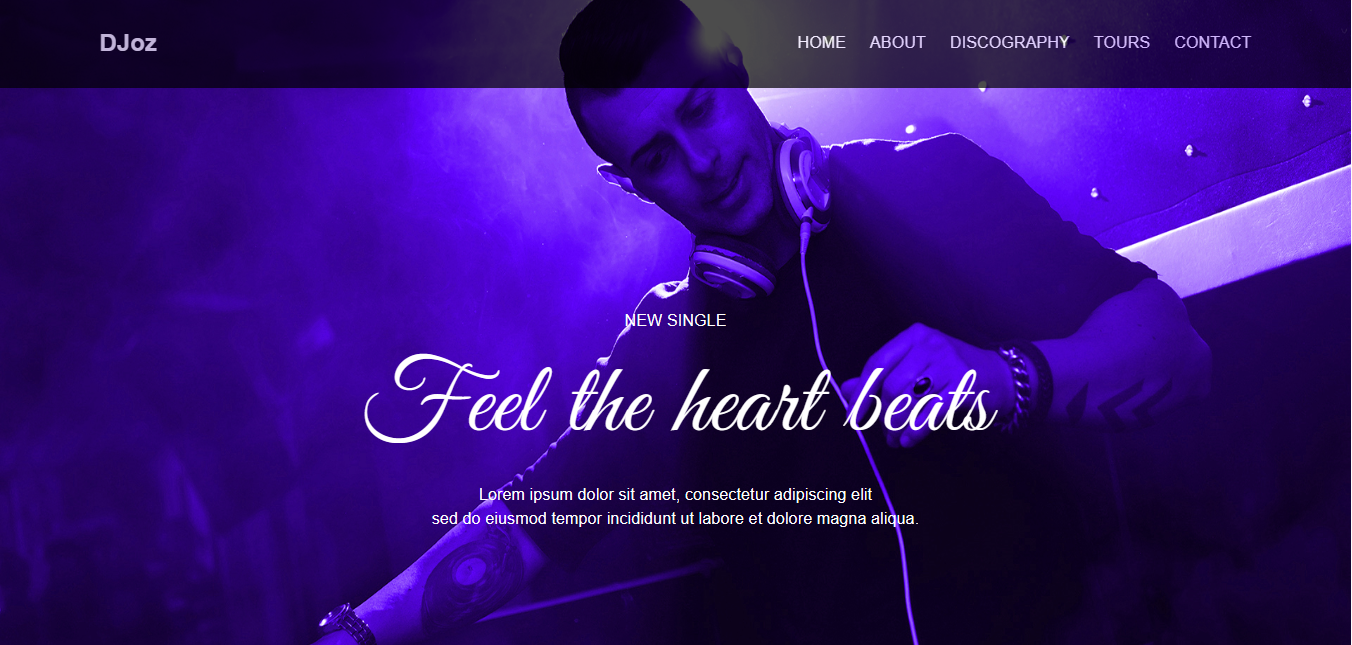 DJoz
HOME ABOUT DISCOGRAPHY TOURS CONTACT
NEW SINGLE
Feel the heart beats
Lorem ipsum dolor sit amet, consectetur adipiscing elit
sed do eiusmod tempor incididunt ut labore et dolore magna aliqua.